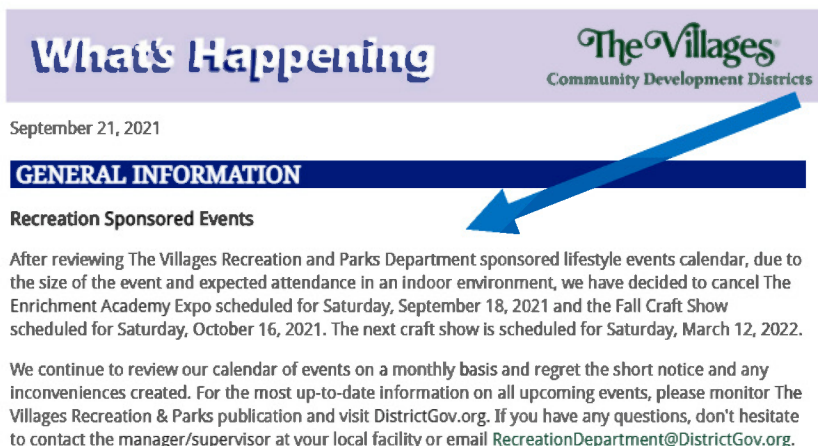 What's Happening
The Villages
Community Development Districts
September 21, 2021
GENERAL INFORMATION
Recreation Sponsored Events
After reviewing The Villages Recreation and Parks Department sponsored lifestyle events calendar, due to
the size of the event and expected attendance in an indoor environment, we have decided to cancel The
Enrichment Academy Expo scheduled for Saturday, September 18, 2021 and the Fall Craft Show
scheduled for Saturday, October 16, 2021. The next craft show is scheduled for Saturday, March 12, 2022.
We continue to review our calendar of events on a monthly basis and regret the short notice and any
inconveniences created. For the most up-to-date information on all upcoming events, please monitor The
Villages Recreation & Parks publication and visit DistrictGov.org. If you have any questions, don't hesitate
to contact the manager/supervisor at your local facility or email RecreationDepartment@DistrictGov.org.